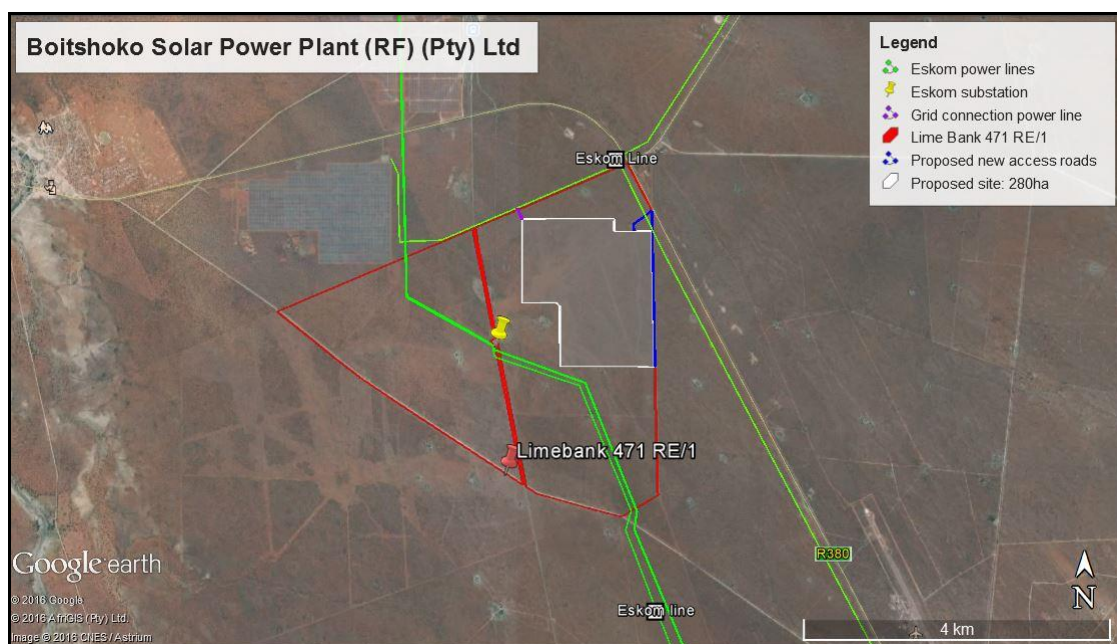 Boitshoko Solar Power Plant (RF) (Pty) Ltd
Legend
Eskom power lines
Eskom substation
Grid connection power line
Lime Bank 471 RE/1
Proposed new access roads
Proposed site: 280ha
Eskom Line
Limebank 471 RE/1
R380
Eskom line
Google earth
© 2016 Google
© 2016 AfriGIS (Pty) Ltd.
Image © 2016 CNES / Astrium
N
4 km